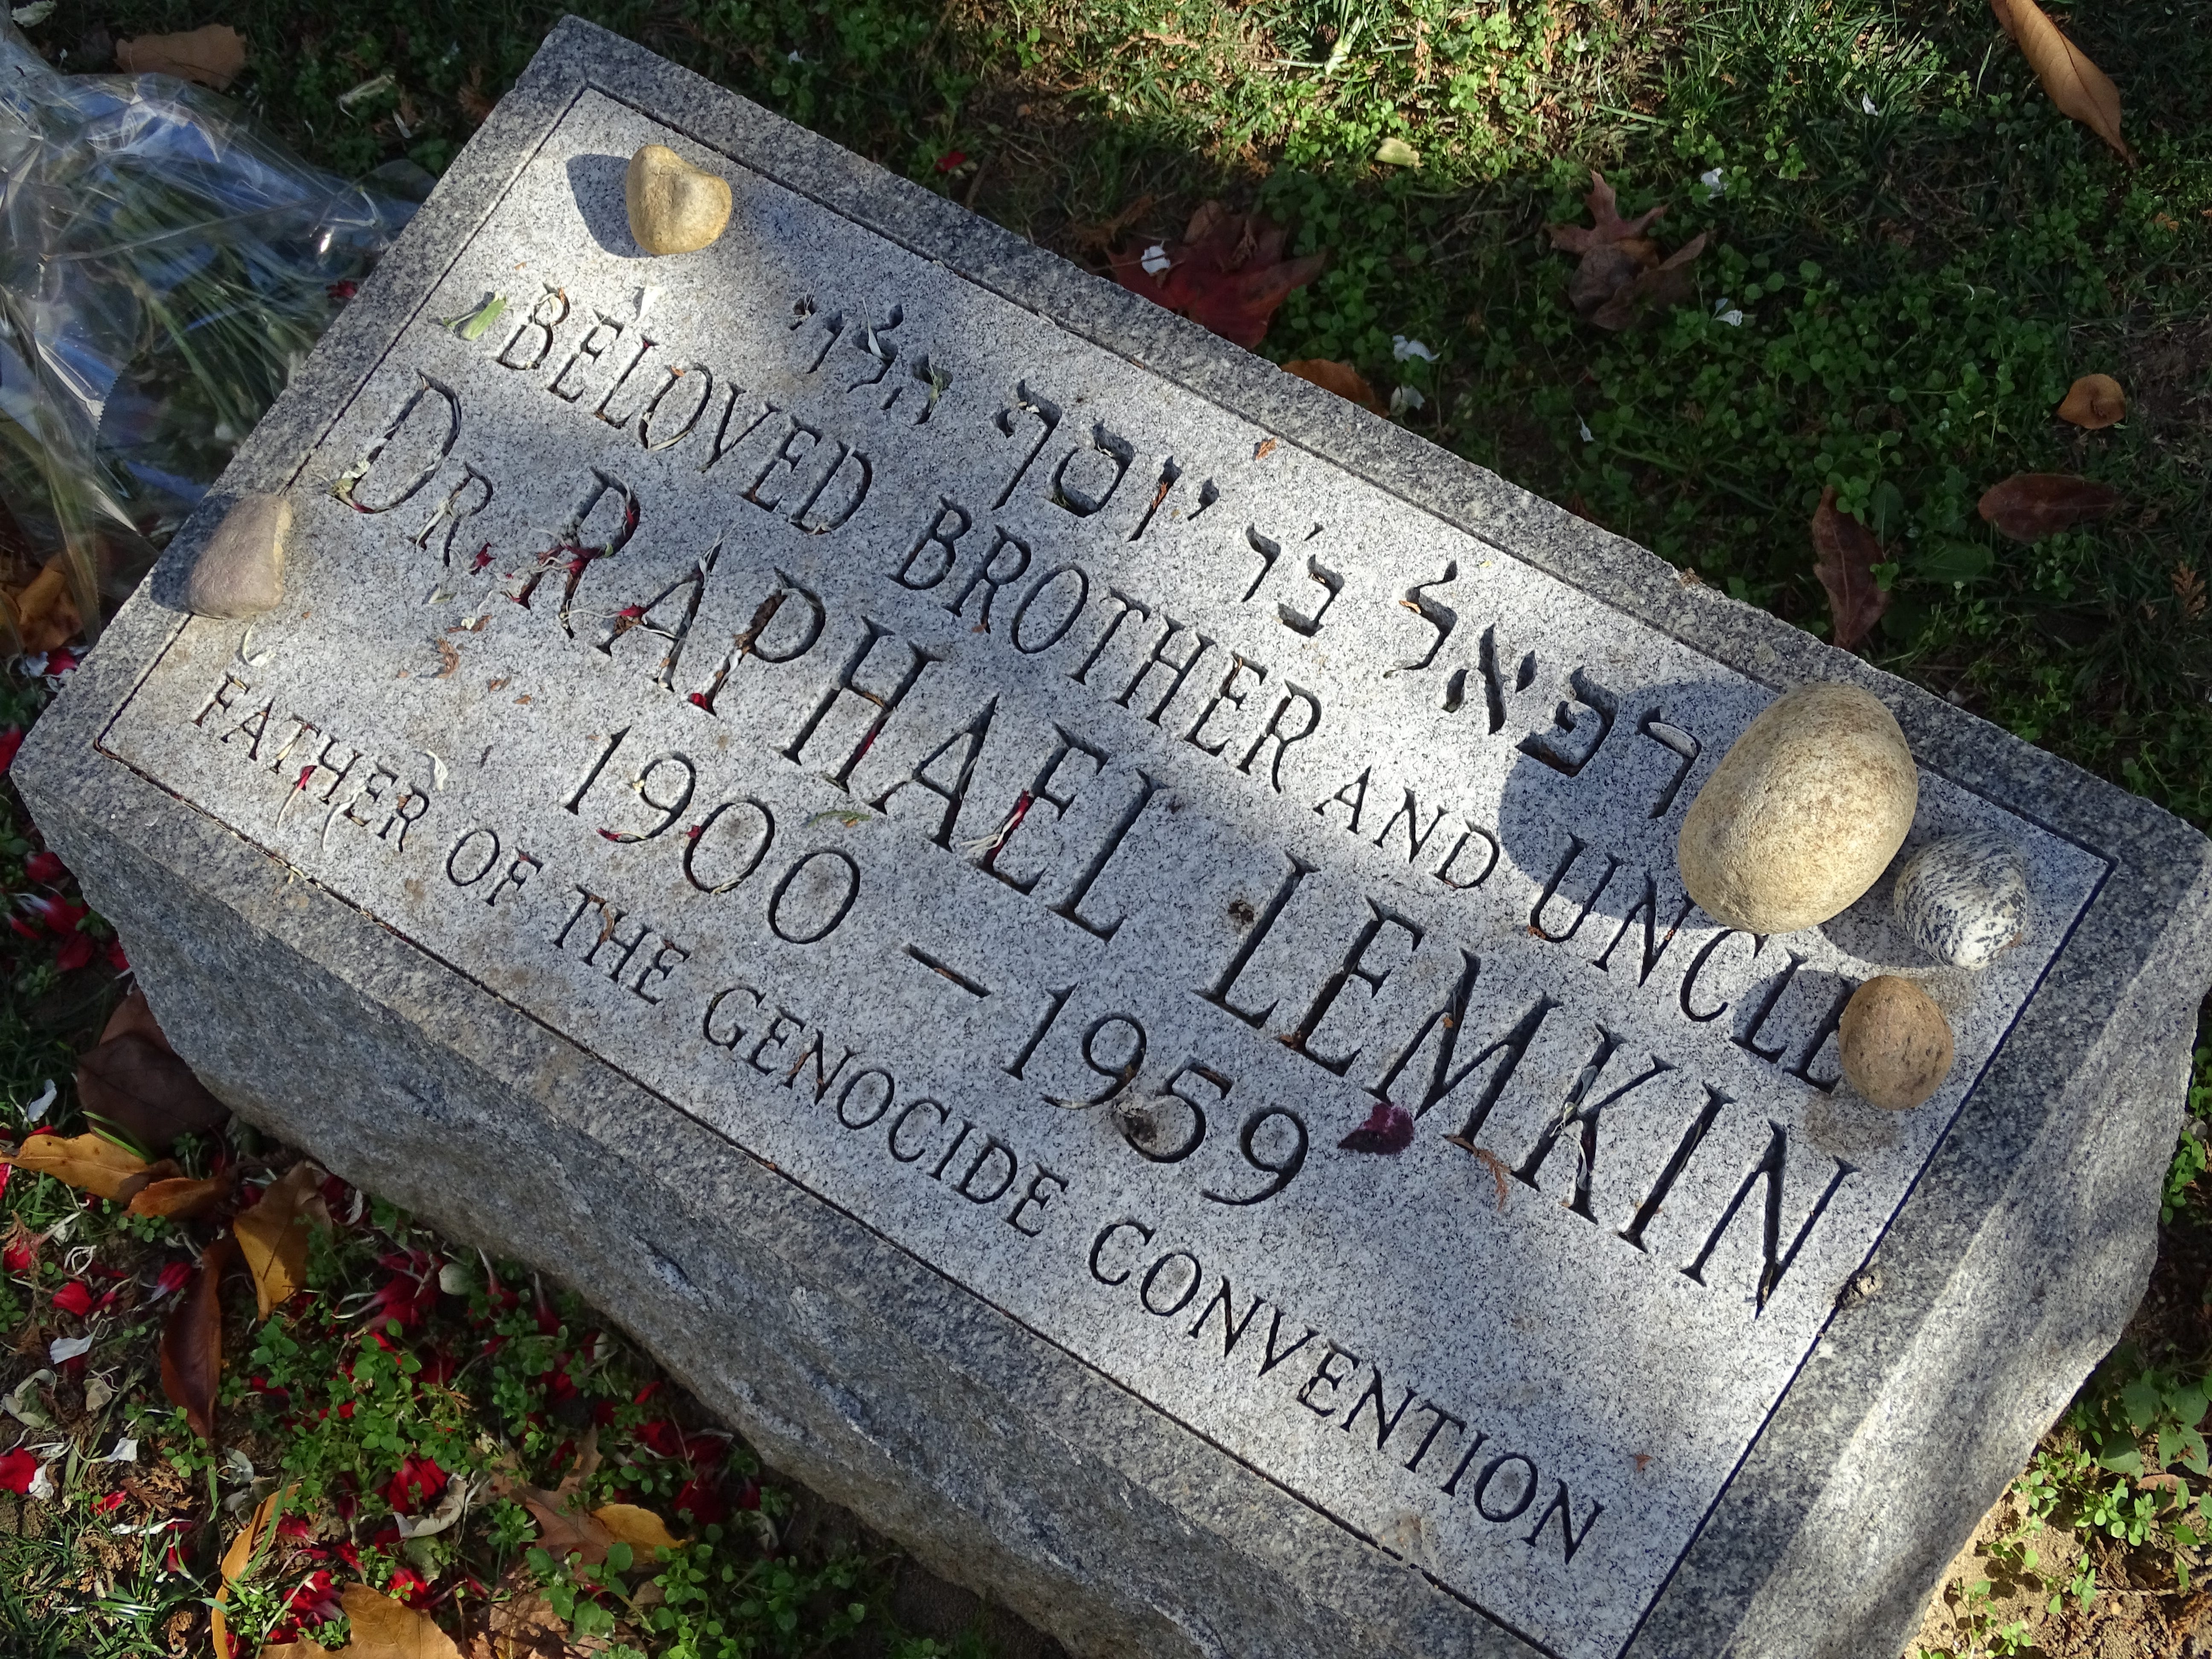 רפאל בר' יוסף הלוי
BELOVED BROTHER AND UNCLE
DR. RAPHAEL LEMKIN
1900 – 1959
FATHER OF THE GENOCIDE CONVENTION